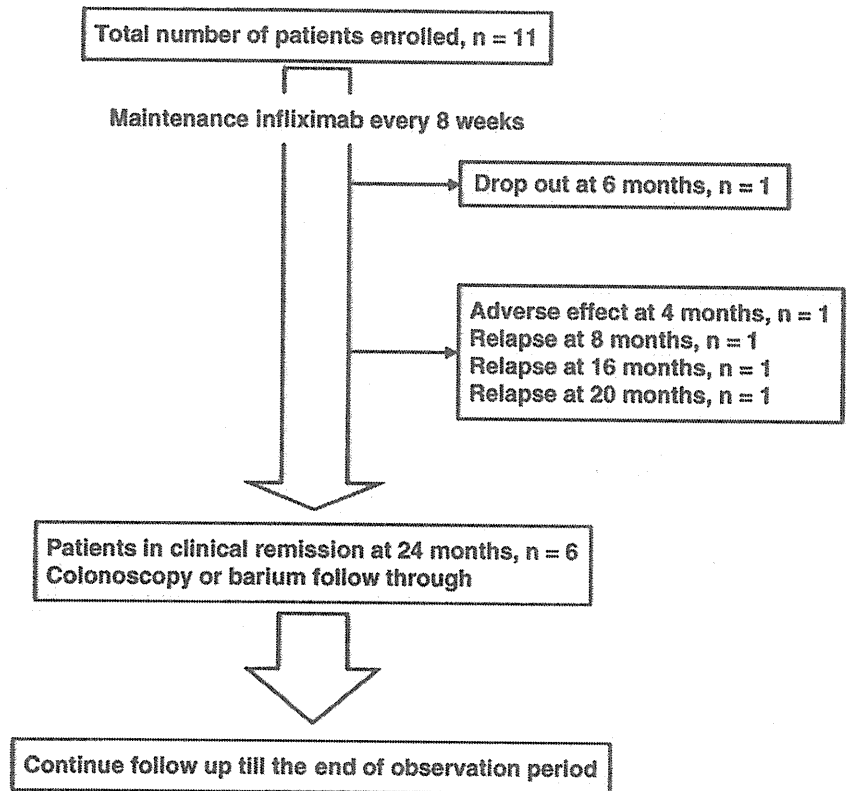 Total number of patients enrolled, n = 11
Maintenance infliximab every 8 weeks
Drop out at 6 months, n = 1
Adverse effect at 4 months, n = 1
Relapse at 8 months, n = 1
Relapse at 16 months, n = 1
Relapse at 20 months, n = 1
Patients in clinical remission at 24 months, n = 6
Colonoscopy or barium follow through
Continue follow up till the end of observation period